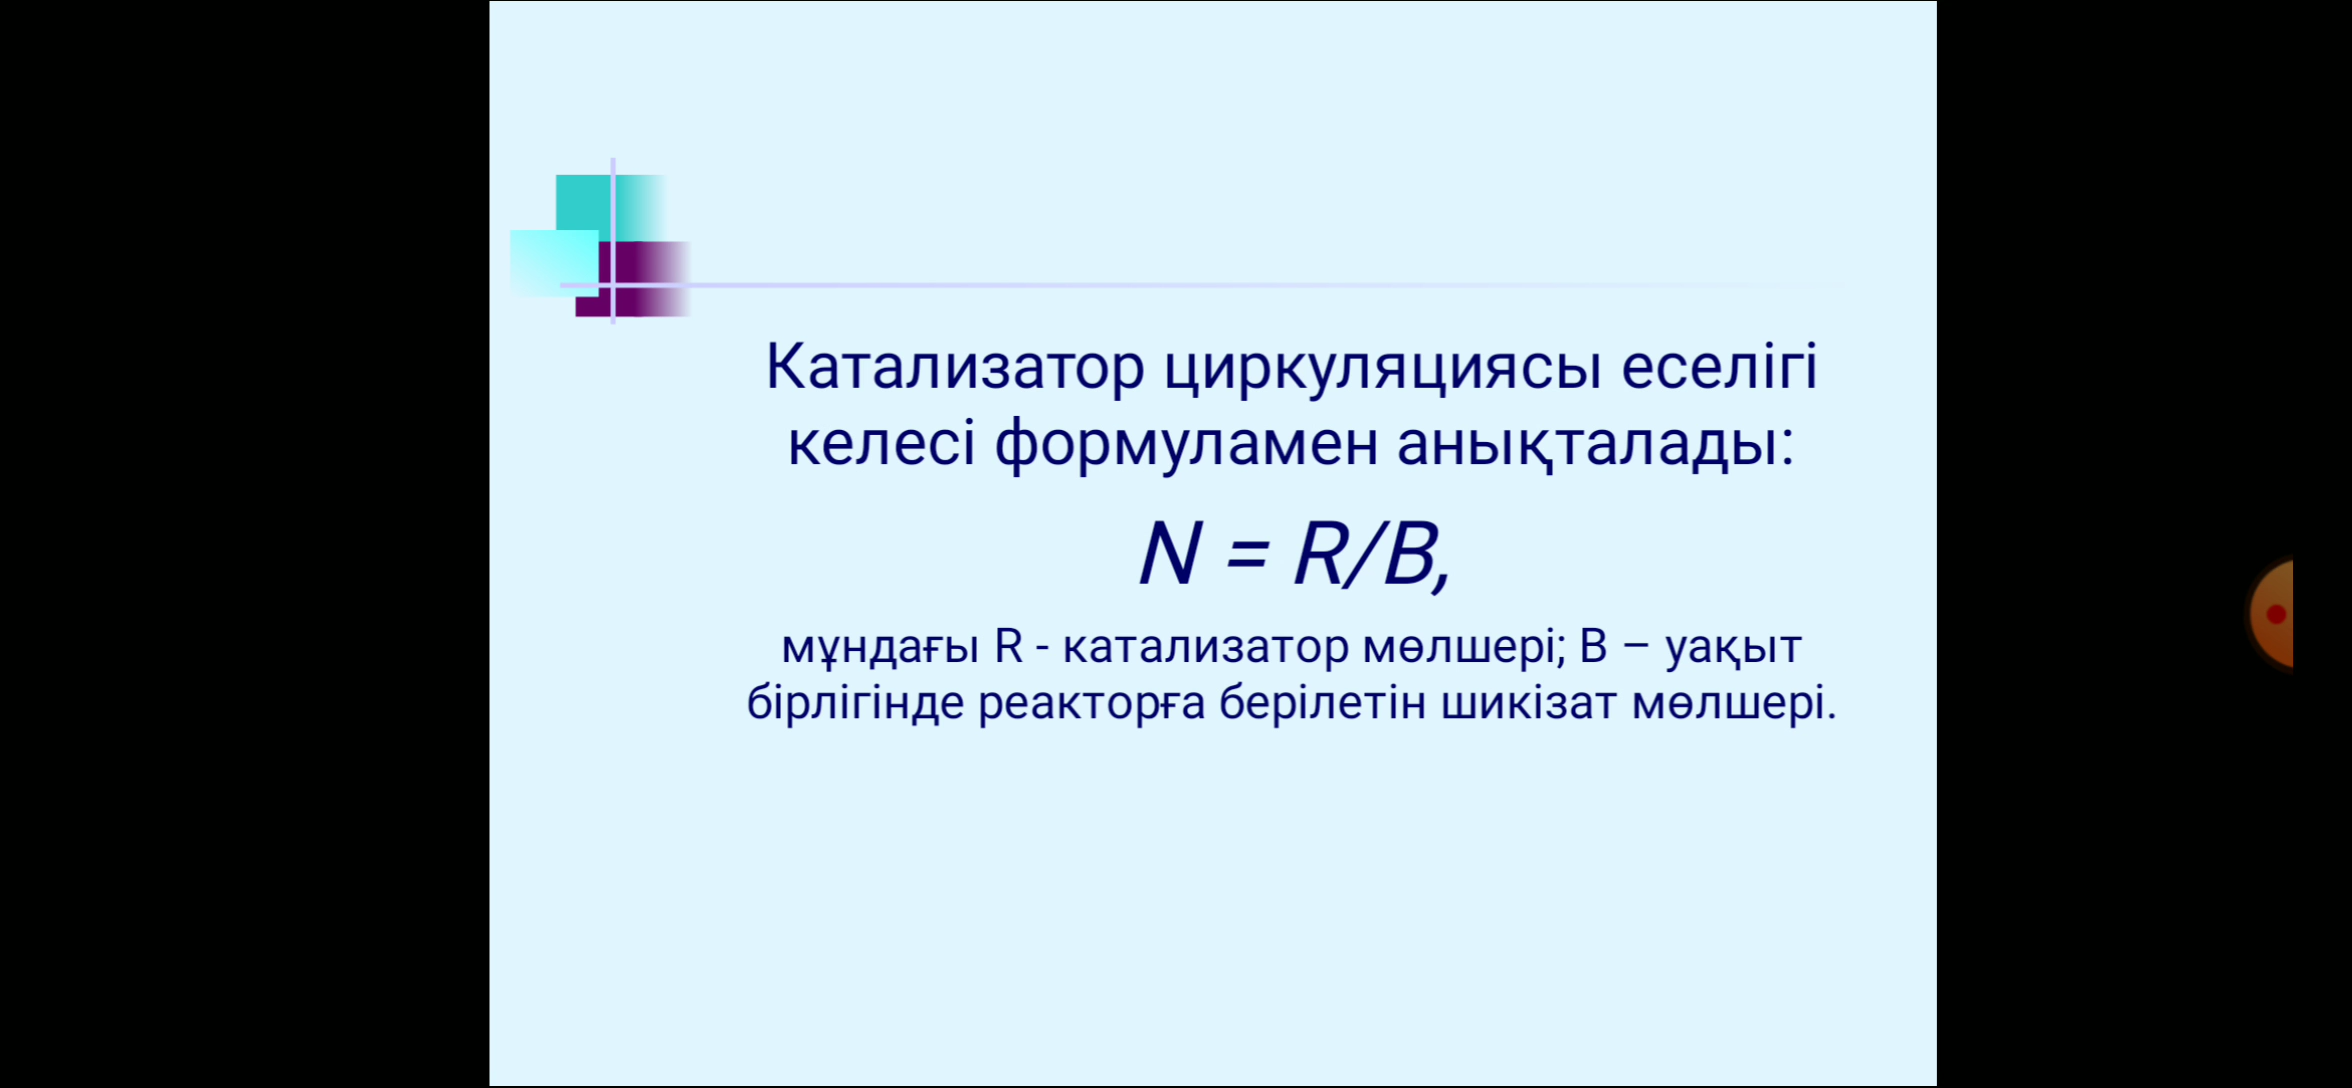 Катализатор циркуляциясы еселігі
келесі формуламен анықталады:
N = R/B,
мұндағы R - катализатор мөлшері; B – уақыт
бірлігінде реакторға берілетін шикізат мөлшері.